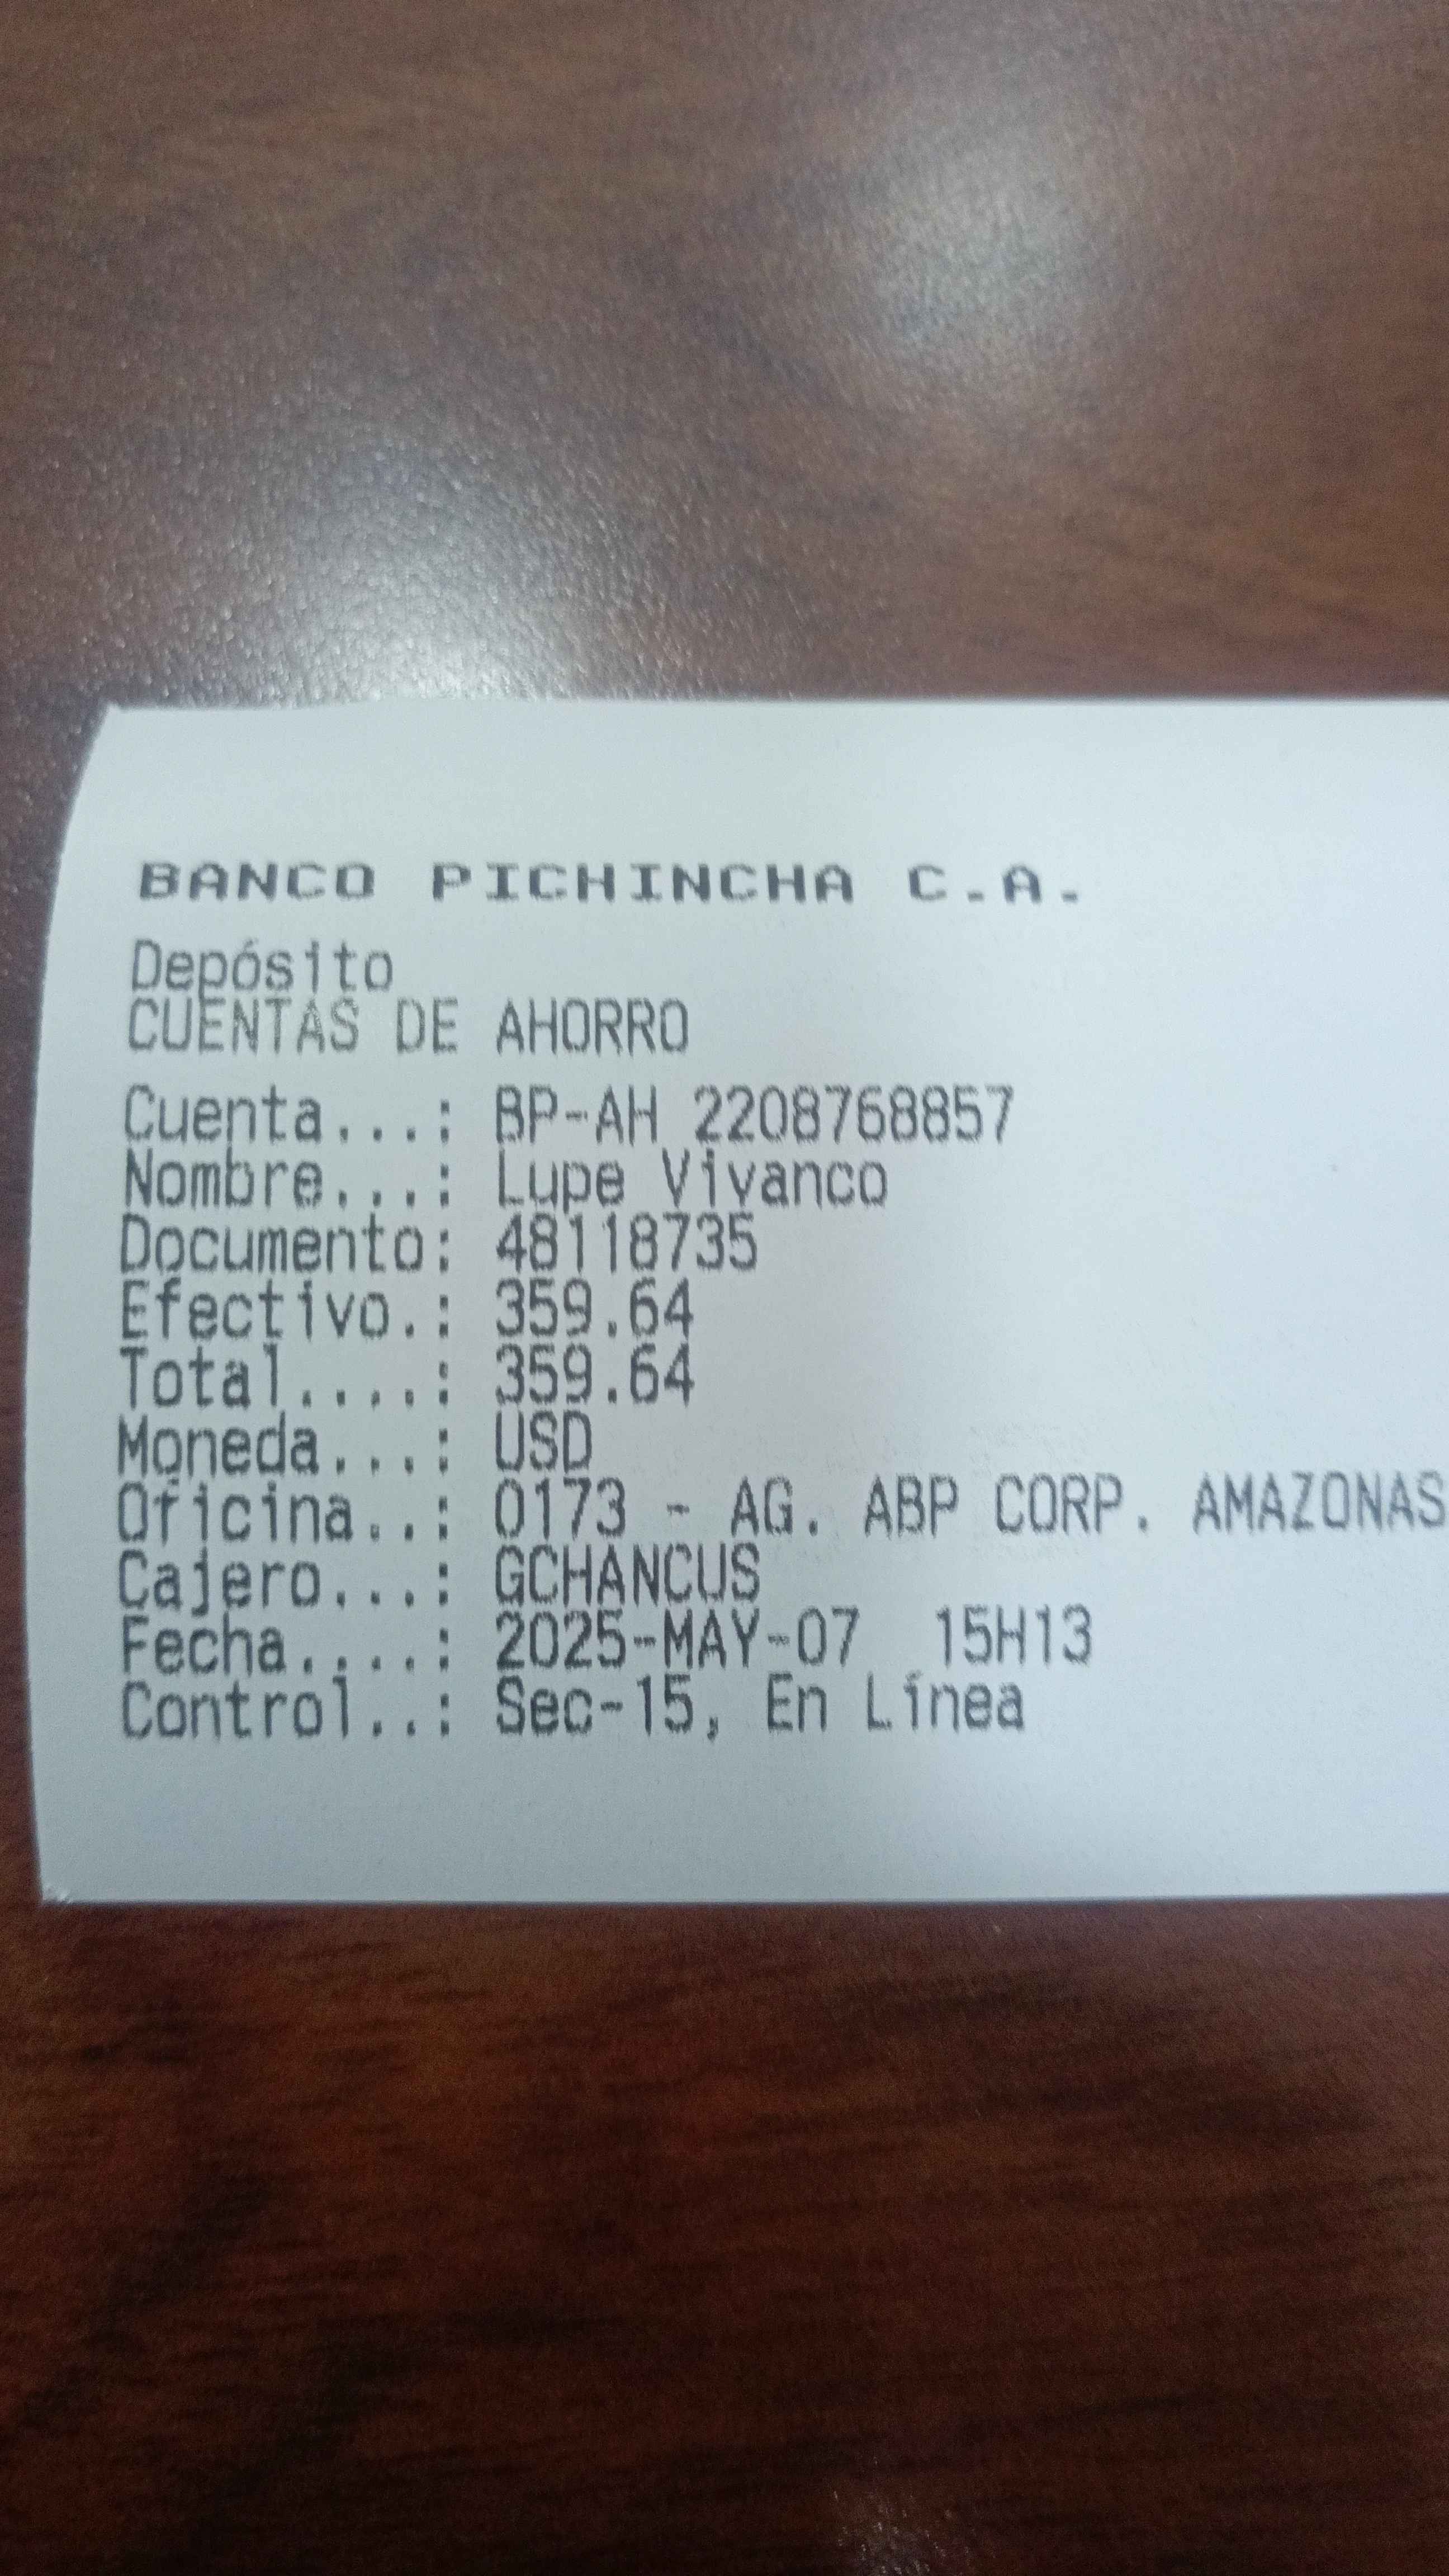 BANCO PICHINCHA C.A.
Depósito
CUENTAS DE AHORRO
Cuenta...: BP-AH 2208768857
Nombre...: Lupe Vivanco
Documento: 48118735
Efectivo.: 359.64
Total....: 359.64
Moneda...: USD
Oficina..: 0173 - AG. ABP CORP. AMAZONAS
Cajero...: GCHANCUS
Fecha....: 2025-MAY-07 15H13
Control..: Sec-15, En Línea